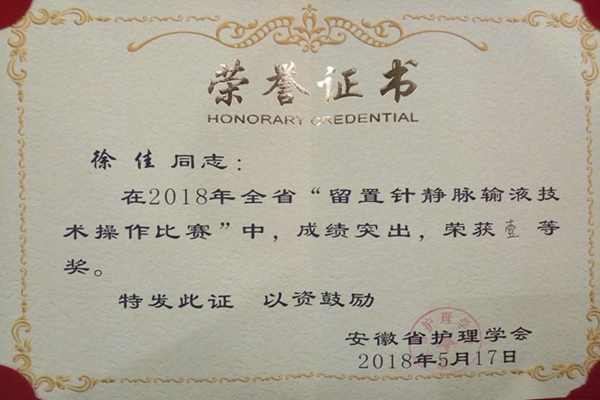 荣誉证书
HONORARY CREDENTIAL
徐佳同志：
在2018年全省“留置针静脉输液技
术操作比赛”中，成绩突出，荣获壹等
奖。
特发此证 以资鼓励
安徽省护理学会
2018年5月17日